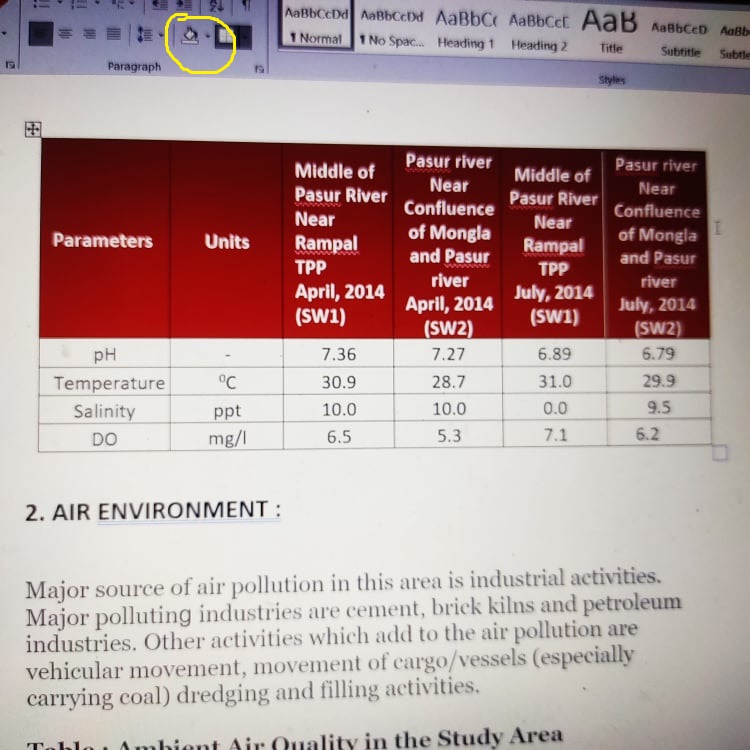 AaBbCcDd AaBbCcDd AaBbC( AaBbCcC AaB AaBbCcD AaBb
¶ Normal ¶ No Spac... Heading 1 Heading 2 Title Subtitle Subtle
Paragraph
Styles
Parameters
Units
Middle of
Pasur River
Near
Rampal
TPP
April, 2014
(SW1)
Pasur river
Near
Confluence
of Mongla
and Pasur
river
April, 2014
(SW2)
Middle of
Pasur River
Near
Rampal
TPP
July, 2014
(SW1)
Pasur river
Near
Confluence
of Mongla
and Pasur
river
July, 2014
(SW2)
pH - 7.36 7.27 6.89 6.79
Temperature °C 30.9 28.7 31.0 29.9
Salinity ppt 10.0 10.0 0.0 9.5
DO mg/l 6.5 5.3 7.1 6.2
2. AIR ENVIRONMENT :
Major source of air pollution in this area is industrial activities.
Major polluting industries are cement, brick kilns and petroleum
industries. Other activities which add to the air pollution are
vehicular movement, movement of cargo/vessels (especially
carrying coal) dredging and filling activities.
Table : Ambient Air Quality in the Study Area